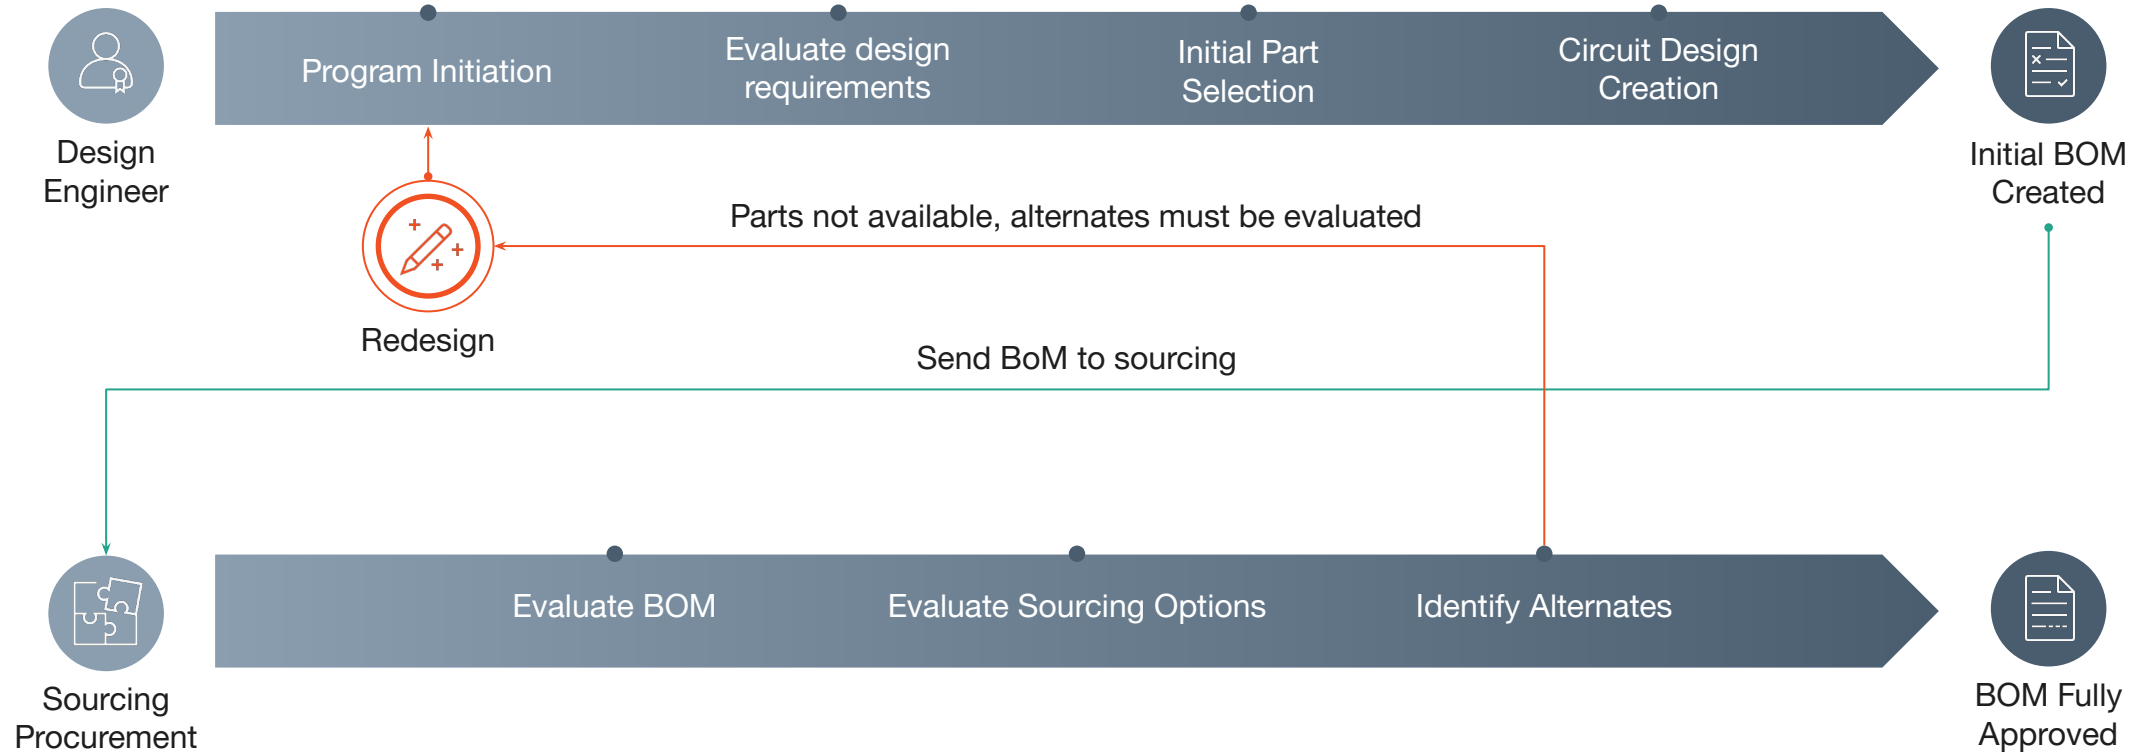 Program Initiation
Evaluate design
requirements
Initial Part
Selection
Circuit Design
Creation
Design
Engineer
Initial BOM
Created
Parts not available, alternates must be evaluated
Redesign
Send BoM to sourcing
Evaluate BOM
Evaluate Sourcing Options
Identify Alternates
Sourcing
Procurement
BOM Fully
Approved